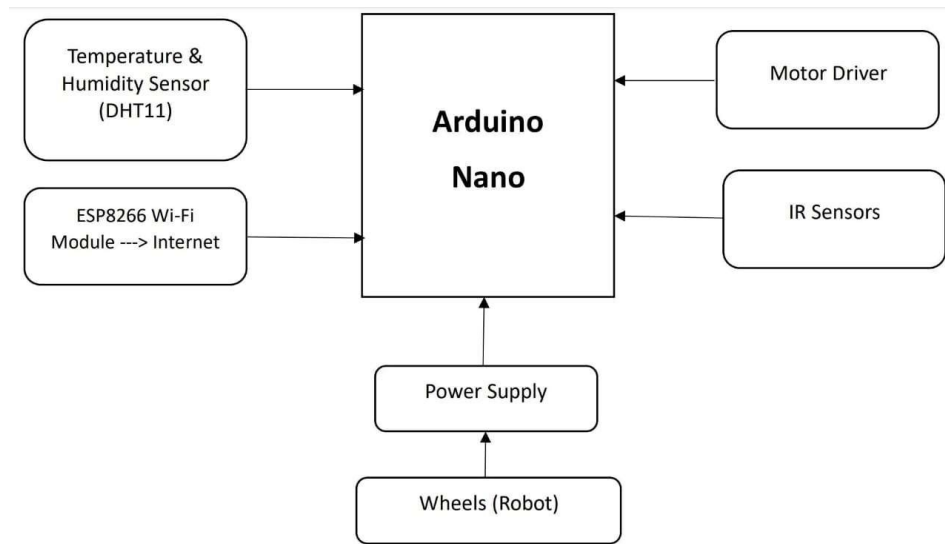 Temperature &
Humidity Sensor
(DHT11)
ESP8266 Wi-Fi
Module ---> Internet
Arduino
Nano
Motor Driver
IR Sensors
Power Supply
Wheels (Robot)